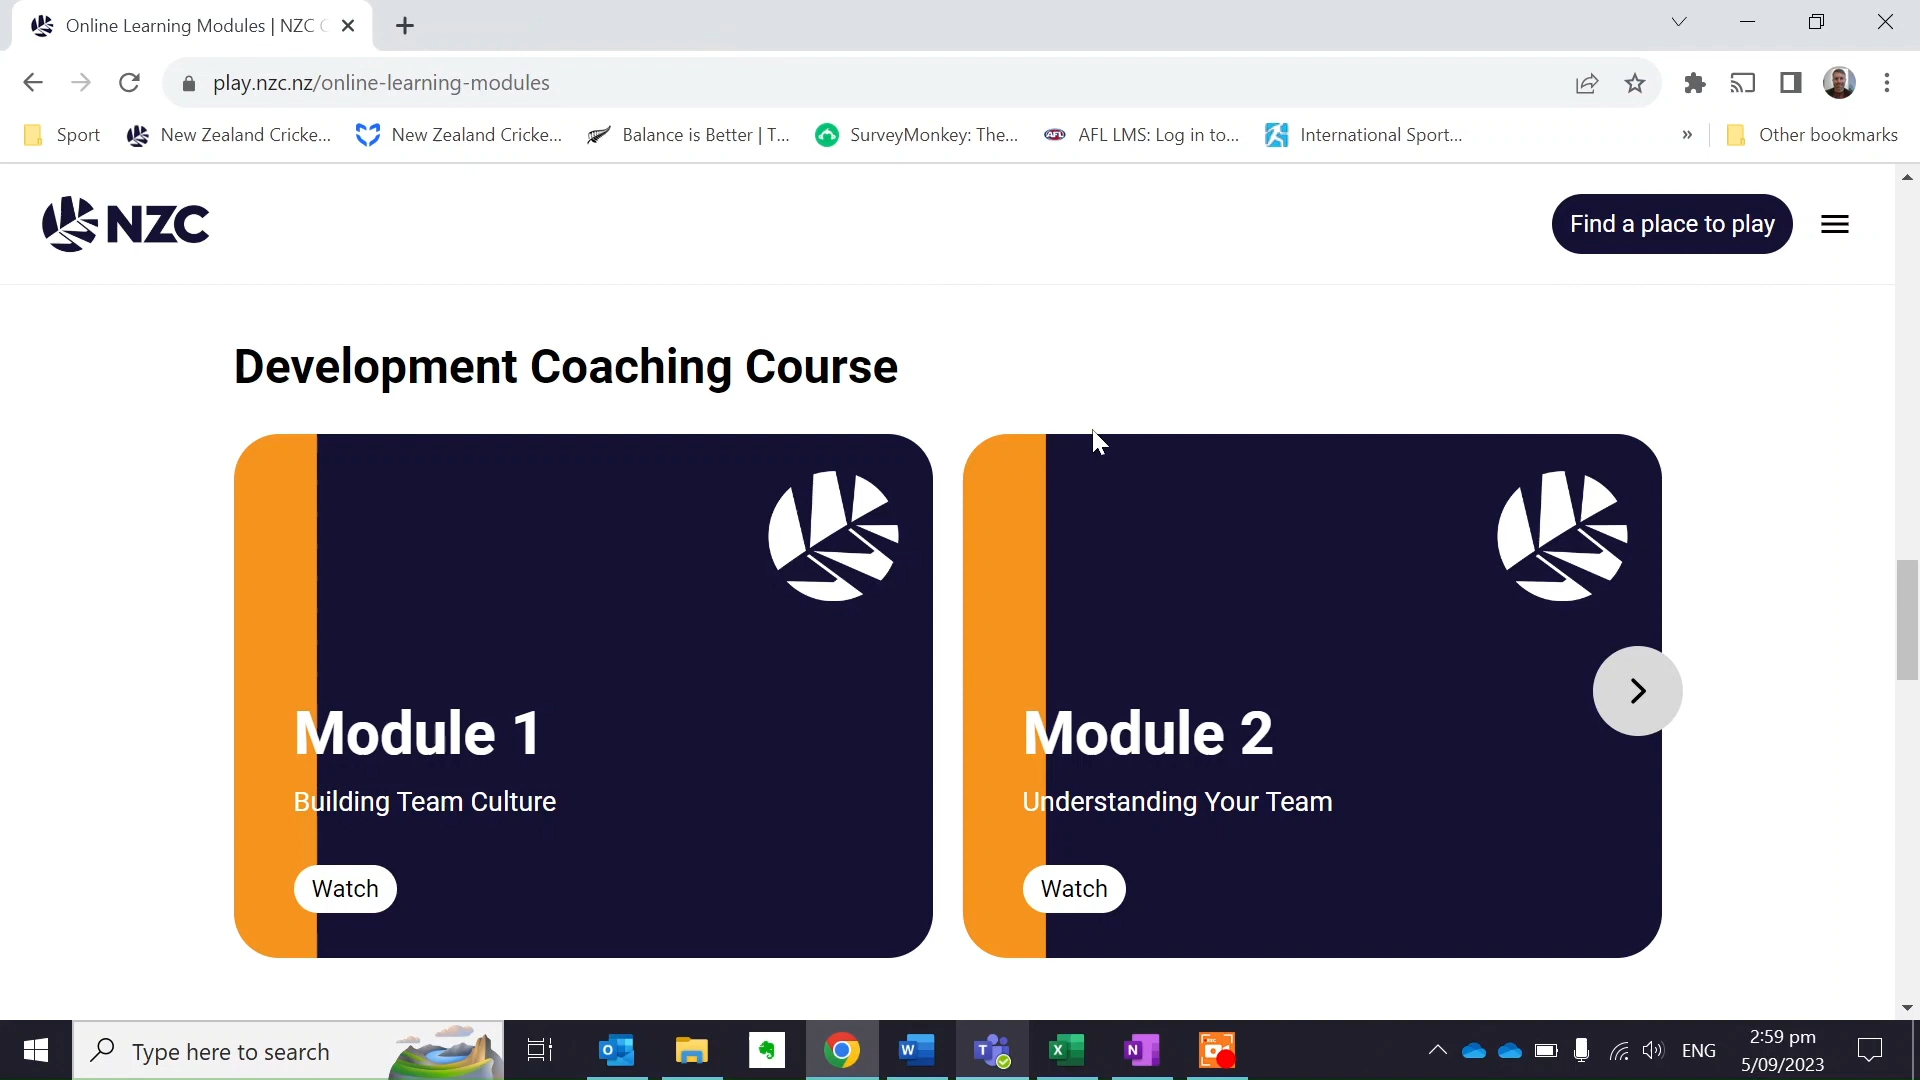 Online Learning Modules | NZC
play.nzc.nz/online-learning-modules
Sport
New Zealand Cricke...
New Zealand Cricke...
Balance is Better | T...
SurveyMonkey: The...
AFL LMS: Log in to...
International Sport...
»
Other bookmarks
NZC
Find a place to play
Development Coaching Course
Module 1
Building Team Culture
Watch
Module 2
Understanding Your Team
Watch
Type here to search
ENG
2:59 pm
5/09/2023